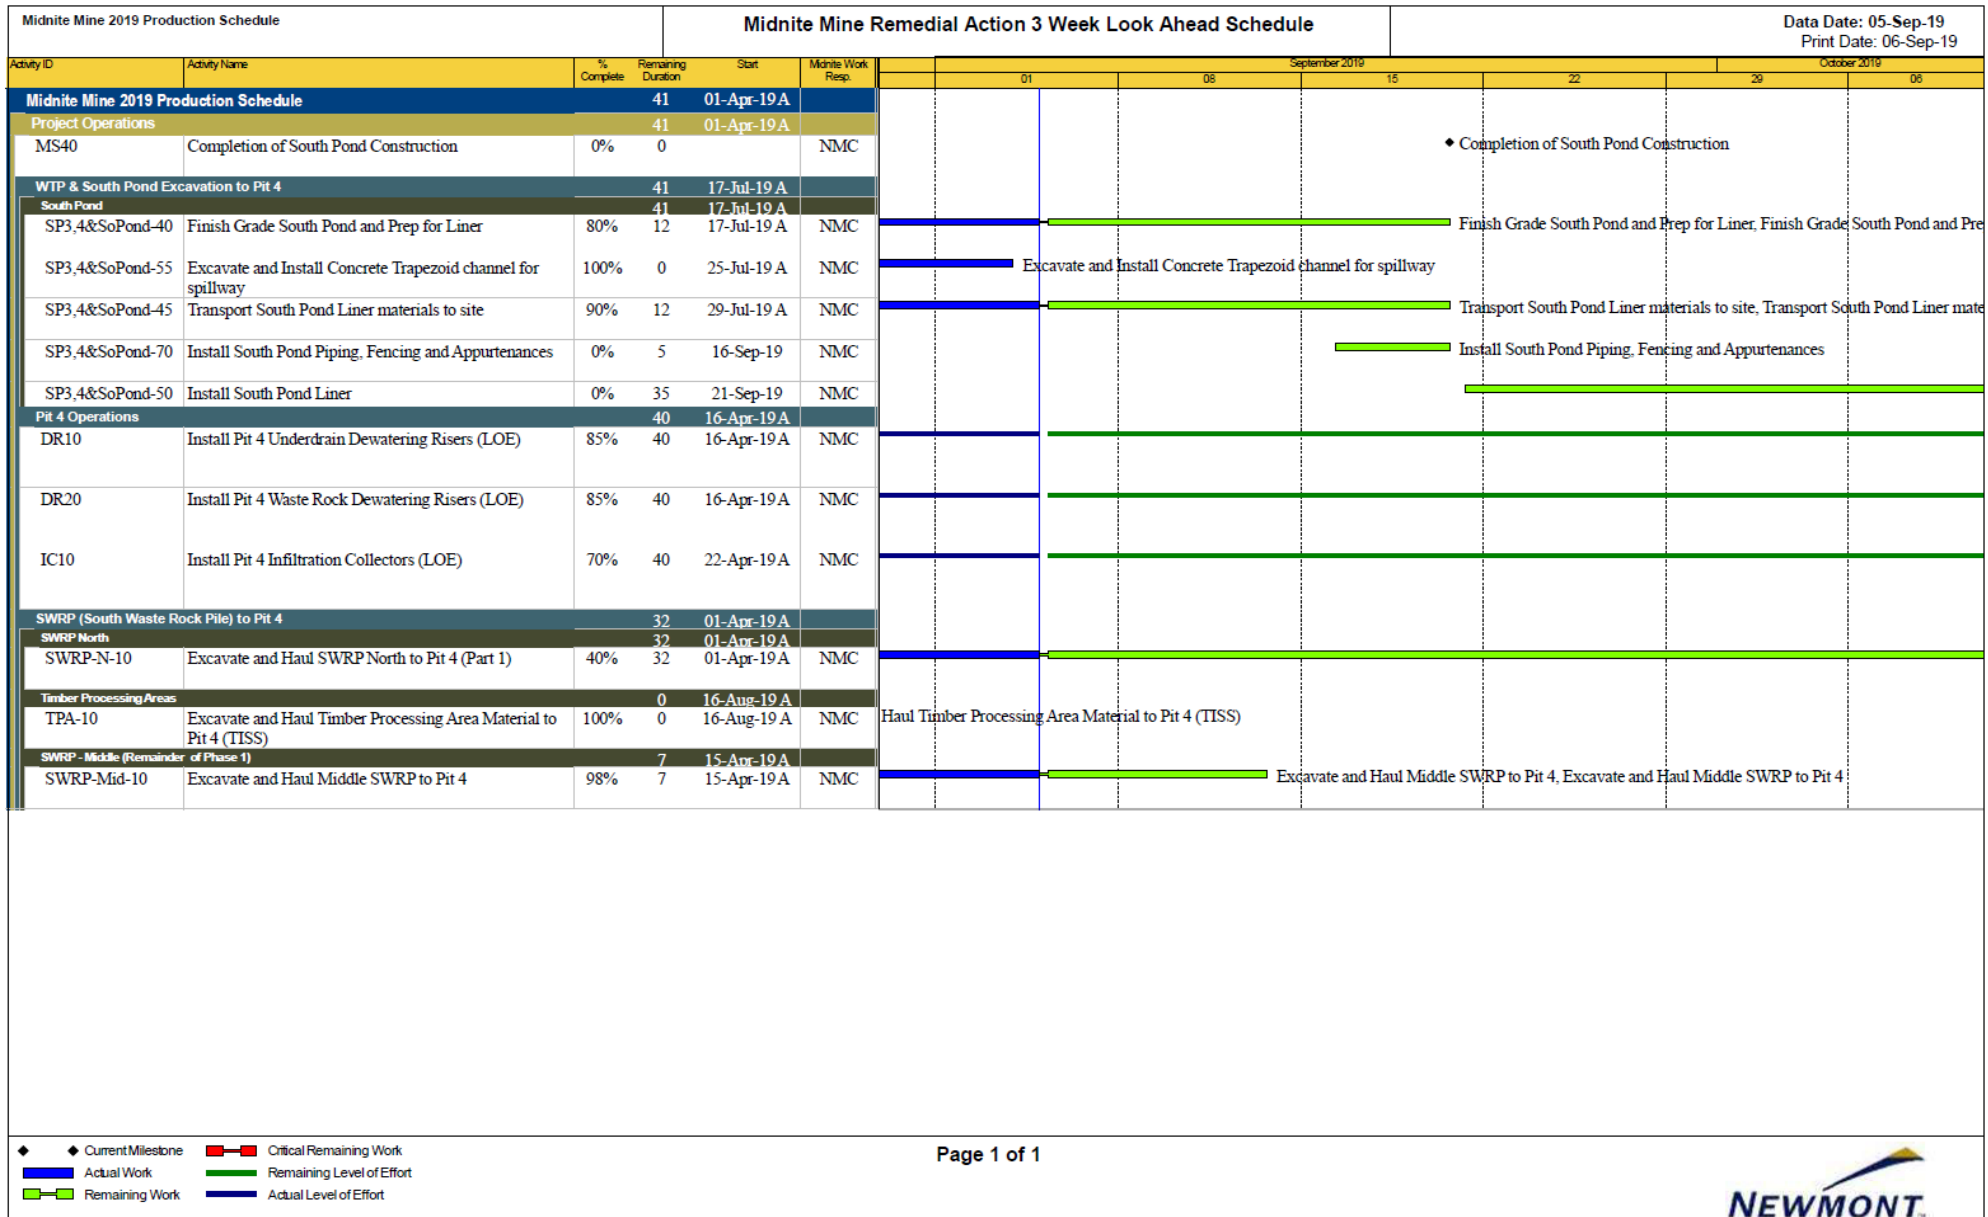 Midnite Mine 2019 Production Schedule
Midnite Mine Remedial Action 3 Week Look Ahead Schedule
Data Date: 05-Sep-19
Print Date: 06-Sep-19
Activity ID Activity Name % Complete Remaining Duration Start Midnite Work Resp. September 2019 October 2019
01 08 15 22 29 06
Midnite Mine 2019 Production Schedule 41 01-Apr-19 A
Project Operations 41 01-Apr-19 A
MS40 Completion of South Pond Construction 0% 0 NMC Completion of South Pond Construction
WTP & South Pond Excavation to Pit 4 41 17-Jul-19 A
South Pond 41 17-Jul-19 A
SP3,4&SoPond-40 Finish Grade South Pond and Prep for Liner 80% 12 17-Jul-19 A NMC Finish Grade South Pond and Prep for Liner, Finish Grade South Pond and Pre
SP3,4&SoPond-55 Excavate and Install Concrete Trapezoid channel for 100% 0 25-Jul-19 A NMC Excavate and Install Concrete Trapezoid channel for spillway
spillway
SP3,4&SoPond-45 Transport South Pond Liner materials to site 90% 12 29-Jul-19 A NMC Transport South Pond Liner materials to site, Transport South Pond Liner mate
SP3,4&SoPond-70 Install South Pond Piping, Fencing and Appurtenances 0% 5 16-Sep-19 NMC Install South Pond Piping, Fencing and Appurtenances
SP3,4&SoPond-50 Install South Pond Liner 0% 35 21-Sep-19 NMC
Pit 4 Operations 40 16-Apr-19 A
DR10 Install Pit 4 Underdrain Dewatering Risers (LOE) 85% 40 16-Apr-19 A NMC
DR20 Install Pit 4 Waste Rock Dewatering Risers (LOE) 85% 40 16-Apr-19 A NMC
IC10 Install Pit 4 Infiltration Collectors (LOE) 70% 40 22-Apr-19 A NMC
SWRP (South Waste Rock Pile) to Pit 4 32 01-Apr-19 A
SWRP North 32 01-Apr-19 A
SWRP-N-10 Excavate and Haul SWRP North to Pit 4 (Part 1) 40% 32 01-Apr-19 A NMC
Timber Processing Areas 0 16-Aug-19 A
TPA-10 Excavate and Haul Timber Processing Area Material to 100% 0 16-Aug-19 A NMC Haul Timber Processing Area Material to Pit 4 (TISS)
Pit 4 (TISS)
SWRP - Middle (Remainder of Phase 1) 7 15-Apr-19 A
SWRP-Mid-10 Excavate and Haul Middle SWRP to Pit 4 98% 7 15-Apr-19 A NMC Excavate and Haul Middle SWRP to Pit 4, Excavate and Haul Middle SWRP to Pit 4
Current Milestone Critical Remaining Work
Actual Work Remaining Level of Effort
Remaining Work Actual Level of Effort
Page 1 of 1
NEWMONT